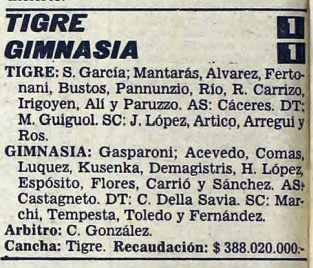 TIGRE 1
GIMNASIA 1
TIGRE: S. García; Mantarás, Alvarez, Ferto-
nani, Bustos, Pannunzio, Río, R. Carrizo,
Irigoyen, Alí y Paruzzo. AS: Cáceres. DT:
M. Guiguol. SC: J. López, Artico, Arregui y
Ros.
GIMNASIA: Gasparoni; Acevedo, Comas,
Luquez, Kusenka, Demagistris, H. López,
Espósito, Flores, Carrió y Sánchez. AS:
Castagneto. DT: C. Della Savia. SC: Mar-
chi, Tempesta, Toledo y Fernández.
Arbitro: C. González.
Cancha: Tigre. Recaudación: $ 388.020.000.-